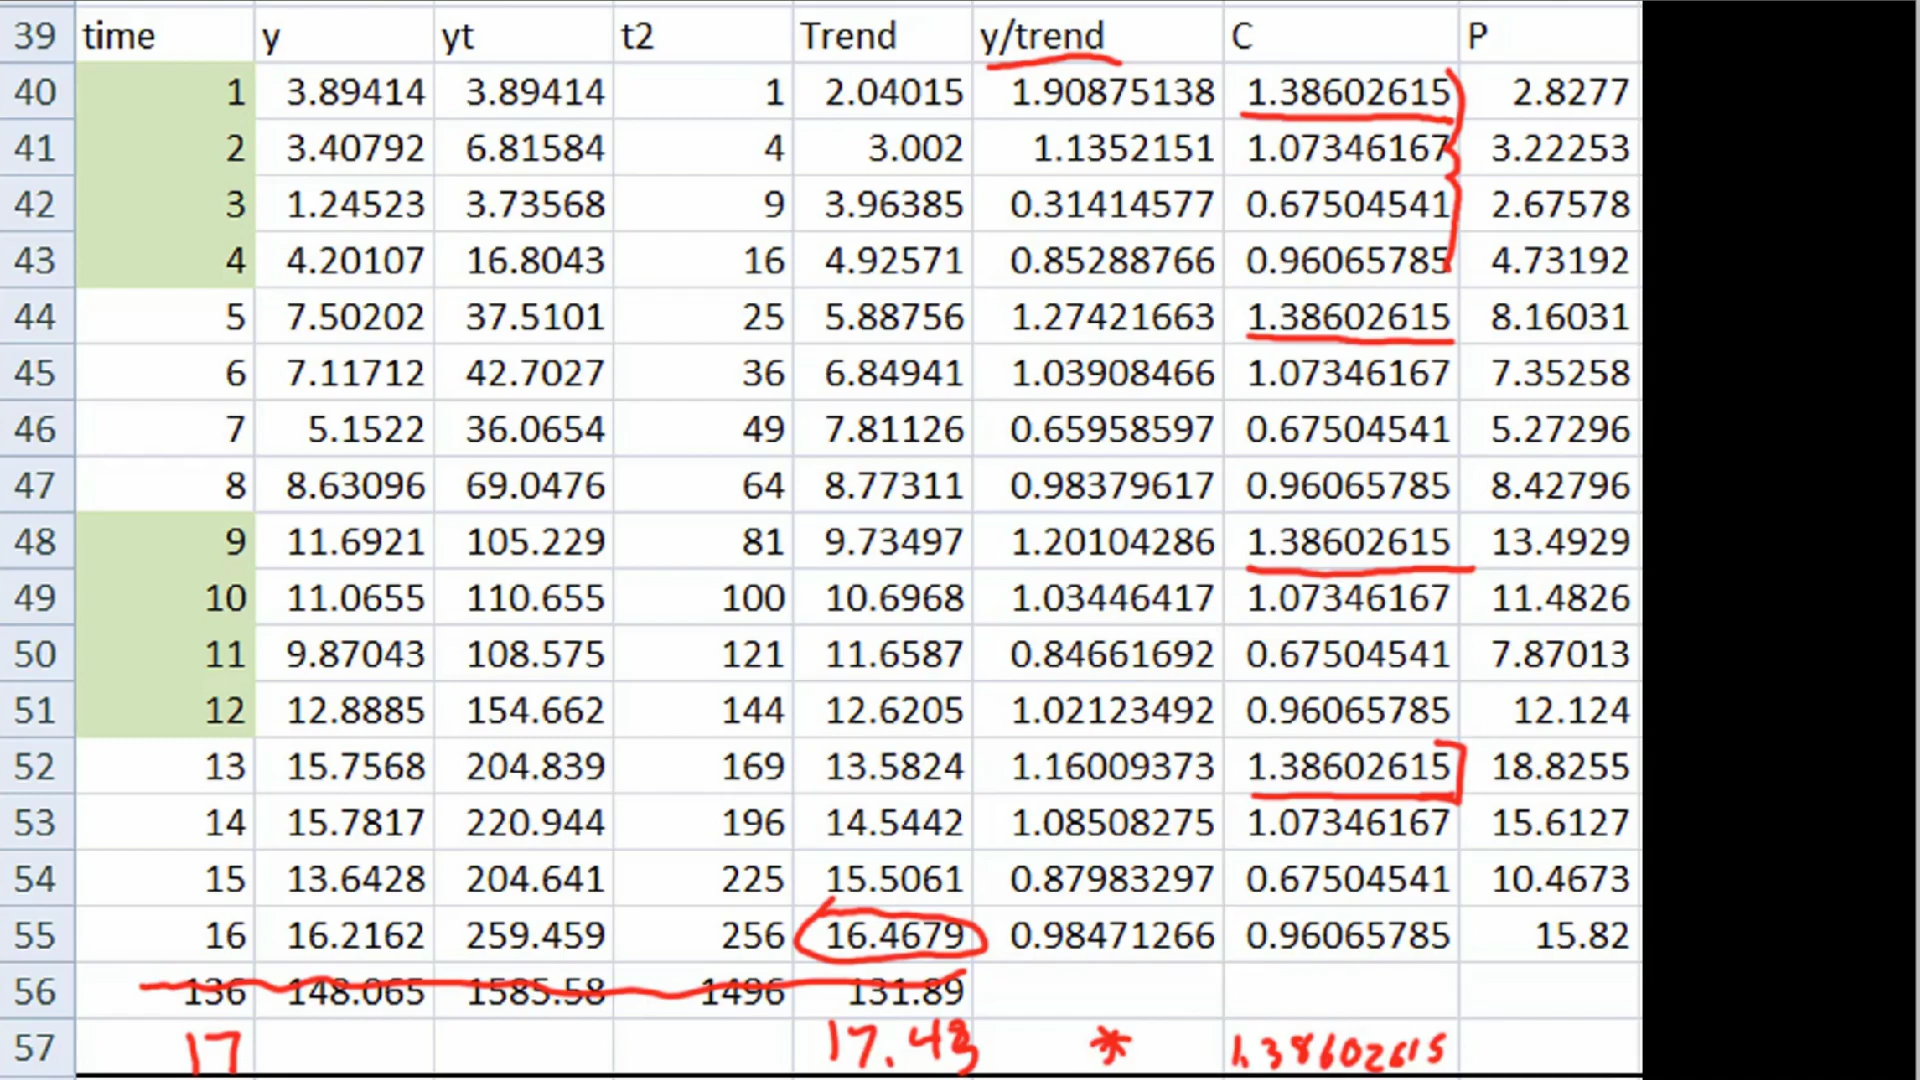 39 time y yt t2 Trend y/trend C P
40 1 3.89414 3.89414 1 2.04015 1.90875138 1.38602615 2.8277
41 2 3.40792 6.81584 4 3.002 1.1352151 1.07346167 3.22253
42 3 1.24523 3.73568 9 3.96385 0.31414577 0.67504541 2.67578
43 4 4.20107 16.8043 16 4.92571 0.85288766 0.96065785 4.73192
44 5 7.50202 37.5101 25 5.88756 1.27421663 1.38602615 8.16031
45 6 7.11712 42.7027 36 6.84941 1.03908466 1.07346167 7.35258
46 7 5.1522 36.0654 49 7.81126 0.65958597 0.67504541 5.27296
47 8 8.63096 69.0476 64 8.77311 0.98379617 0.96065785 8.42796
48 9 11.6921 105.229 81 9.73497 1.20104286 1.38602615 13.4929
49 10 11.0655 110.655 100 10.6968 1.03446417 1.07346167 11.4826
50 11 9.87043 108.575 121 11.6587 0.84661692 0.67504541 7.87013
51 12 12.8885 154.662 144 12.6205 1.02123492 0.96065785 12.124
52 13 15.7568 204.839 169 13.5824 1.16009373 1.38602615 18.8255
53 14 15.7817 220.944 196 14.5442 1.08508275 1.07346167 15.6127
54 15 13.6428 204.641 225 15.5061 0.87983297 0.67504541 10.4673
55 16 16.2162 259.459 256 16.4679 0.98471266 0.96065785 15.82
56 136 148.065 1585.58 1496 131.89
57 17 17.43 * 1.38602615